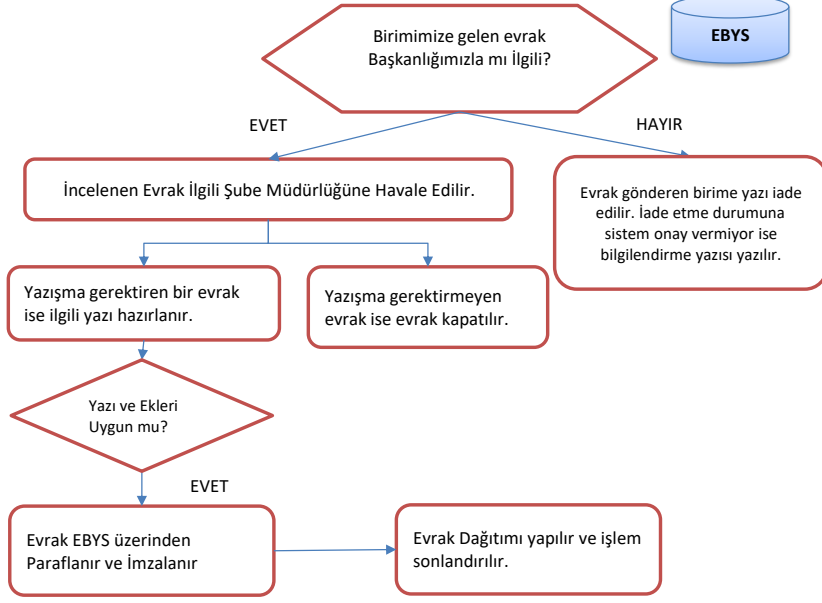 Birimimize gelen evrak
Başkanlığımızla mı İlgili?
EBYS
EVET
HAYIR
İncelenen Evrak İlgili Şube Müdürlüğüne Havale Edilir.
Evrak gönderen birime yazı iade
edilir. İade etme durumuna
sistem onay vermiyor ise
bilgilendirme yazısı yazılır.
Yazışma gerektiren bir evrak
ise ilgili yazı hazırlanır.
Yazışma gerektirmeyen
evrak ise evrak kapatılır.
Yazı ve Ekleri
Uygun mu?
EVET
Evrak EBYS üzerinden
Paraflanır ve İmzalanır
Evrak Dağıtımı yapılır ve işlem
sonlandırılır.